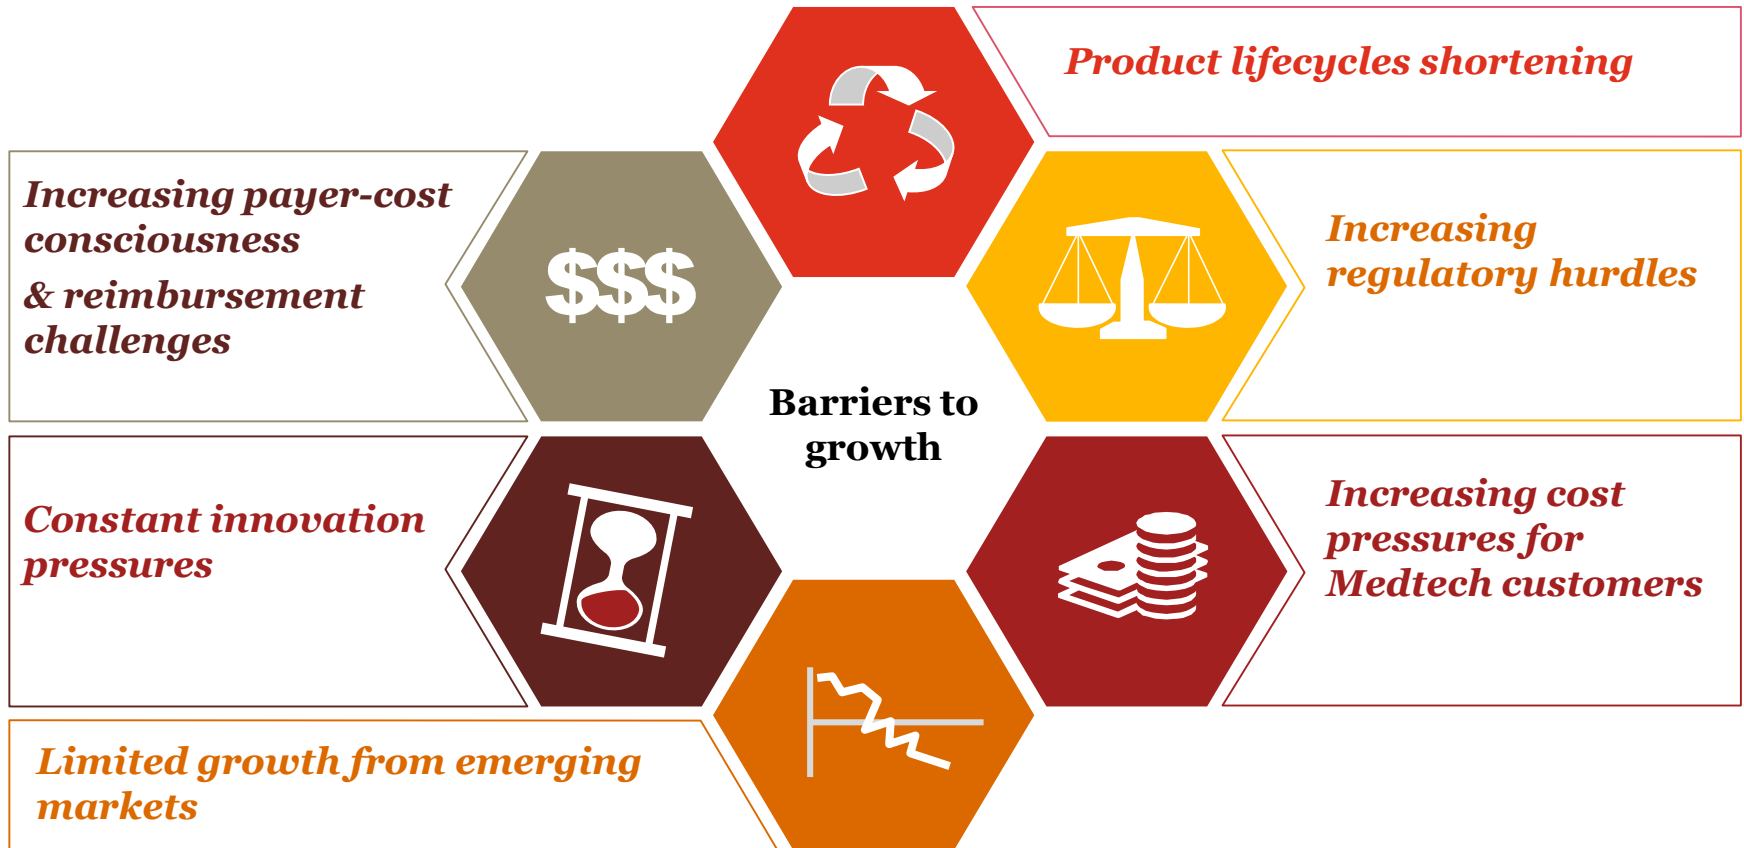 Product lifecycles shortening
Increasing payer-cost
consciousness
& reimbursement
challenges
$$$
Increasing
regulatory hurdles
Barriers to
growth
Constant innovation
pressures
Increasing cost
pressures for
Medtech customers
Limited growth from emerging
markets